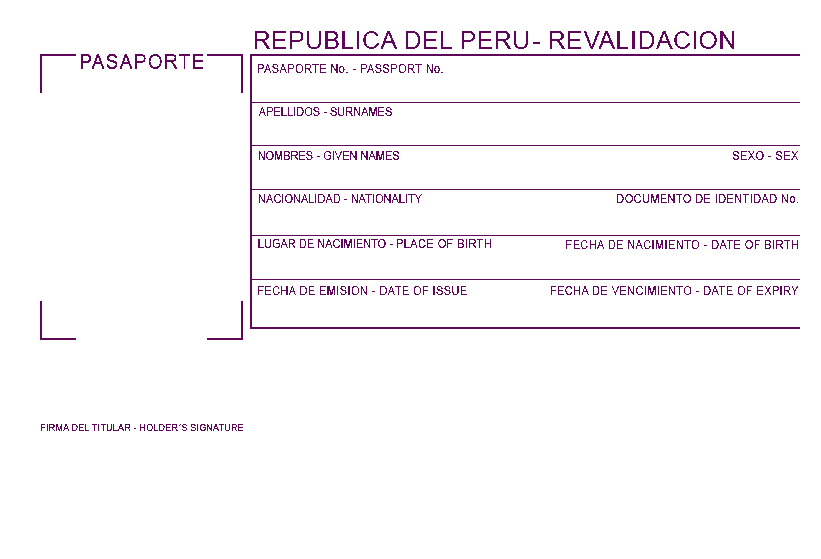 REPUBLICA DEL PERU - REVALIDACION
PASAPORTE
PASAPORTE No. - PASSPORT No.
APELLIDOS - SURNAMES
NOMBRES - GIVEN NAMES SEXO - SEX
NACIONALIDAD - NATIONALITY DOCUMENTO DE IDENTIDAD No.
LUGAR DE NACIMIENTO - PLACE OF BIRTH FECHA DE NACIMIENTO - DATE OF BIRTH
FECHA DE EMISION - DATE OF ISSUE FECHA DE VENCIMIENTO - DATE OF EXPIRY
FIRMA DEL TITULAR - HOLDER´S SIGNATURE